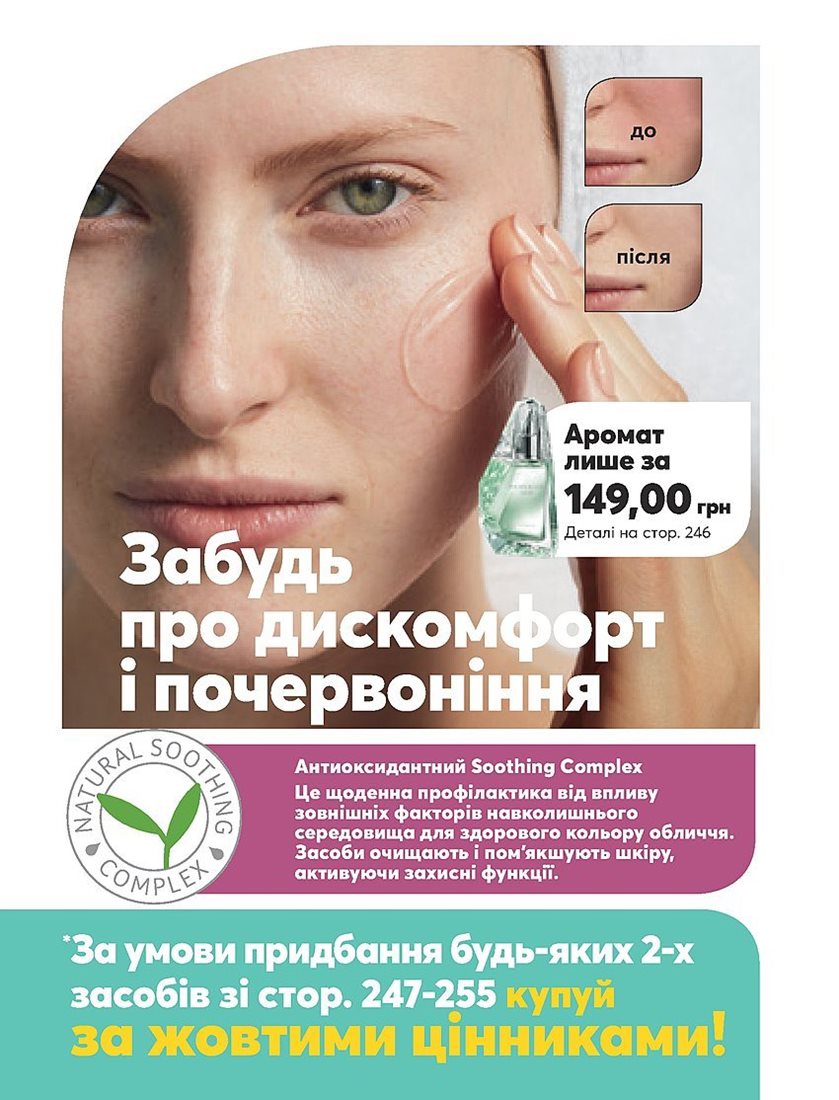 до
після
Аромат
лише за
149,00 грн
Деталі на стор. 246
Забудь
про дискомфорт
і почервоніння
NATURAL SOOTHING
COMPLEX
Антиоксидантний Soothing Complex
Це щоденна профілактика від впливу
зовнішніх факторів навколишнього
середовища для здорового кольору обличчя.
Засоби очищають і пом'якшують шкіру,
активуючи захисні функції.
*За умови придбання будь-яких 2-х
засобів зі стор. 247-255 купуй
за жовтими цінниками!